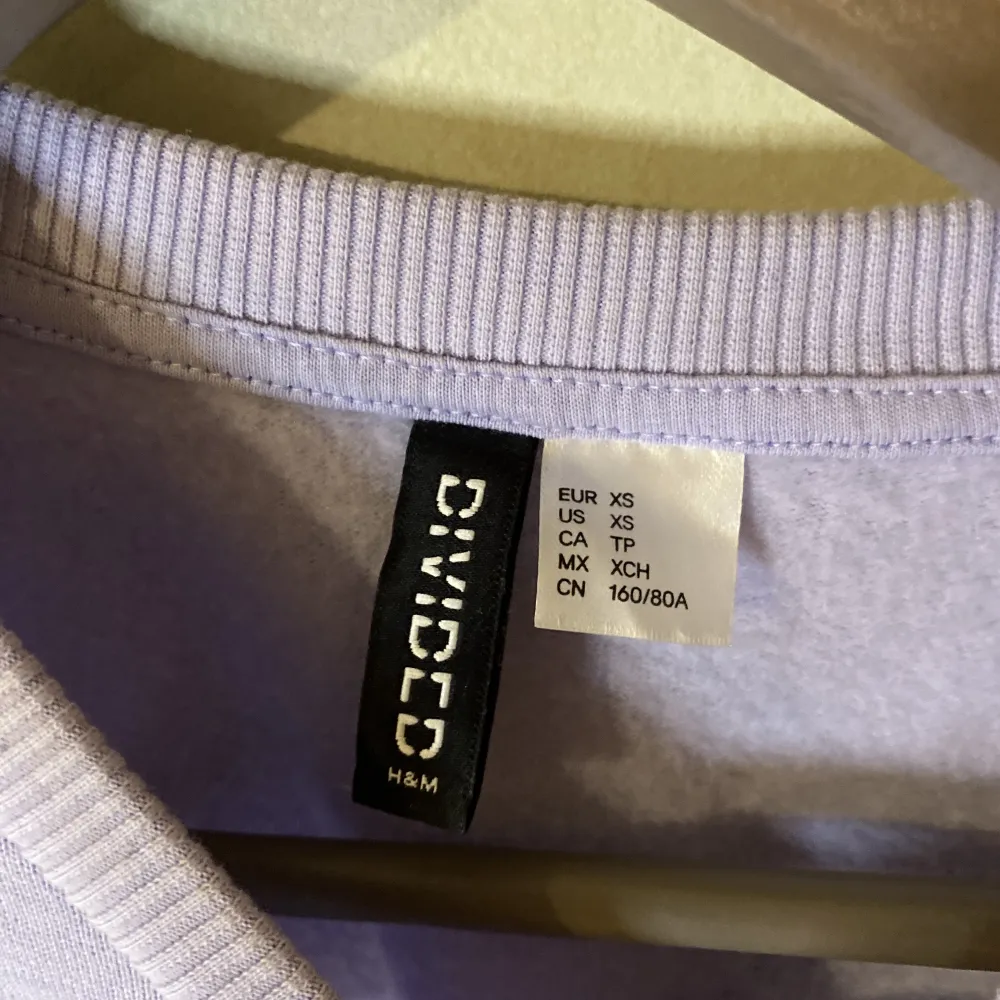 DIVIDED
H&M
EUR XS
US XS
CA TP
MX XCH
CN 160/80A